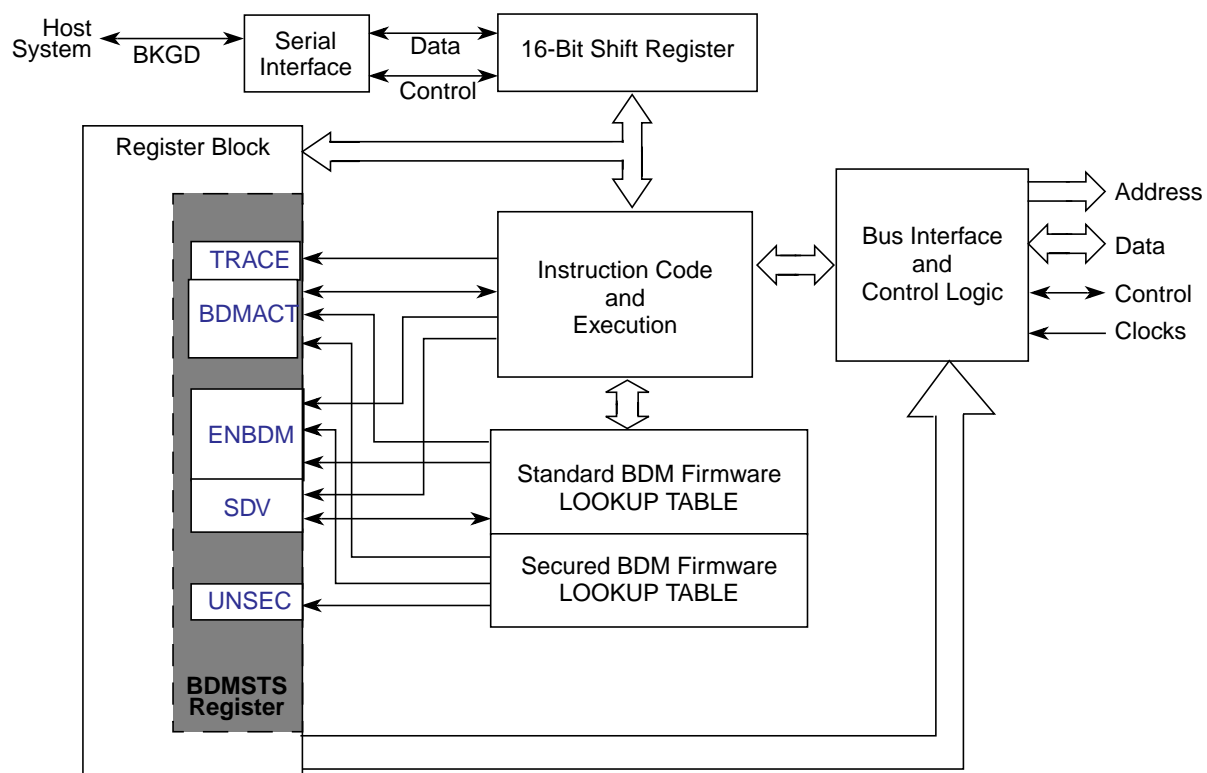 Host
System
BKGD
Serial
Interface
Data
Control
16-Bit Shift Register
Register Block
TRACE
BDMACT
ENBDM
SDV
UNSEC
BDMSTS
Register
Instruction Code
and
Execution
Standard BDM Firmware
LOOKUP TABLE
Secured BDM Firmware
LOOKUP TABLE
Bus Interface
and
Control Logic
Address
Data
Control
Clocks